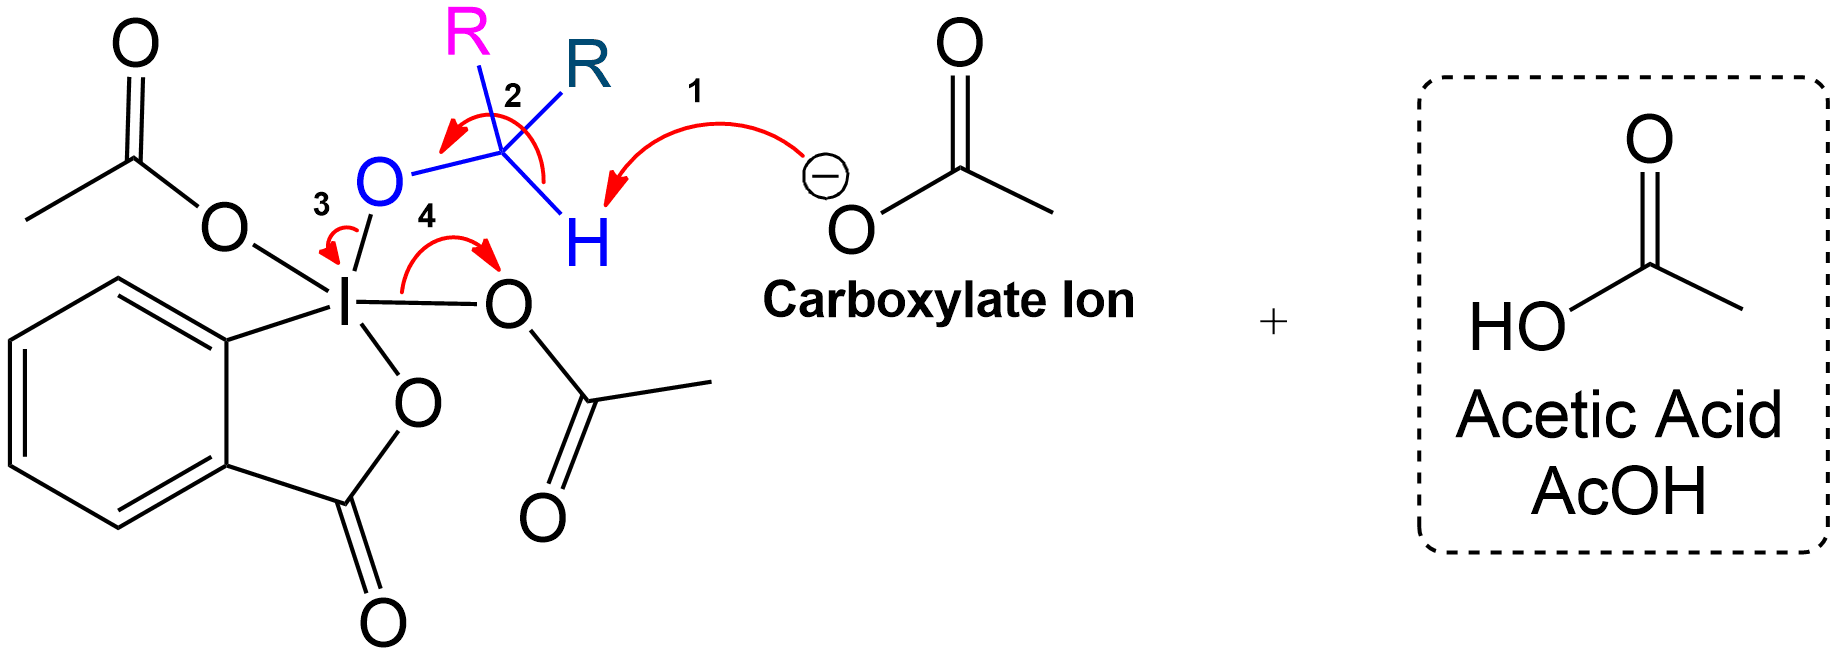 O
R
R
2
1
O
O
O
3
4
O
H
−
O
HO
I
O
Carboxylate Ion
+
O
Acetic Acid
AcOH
O
O